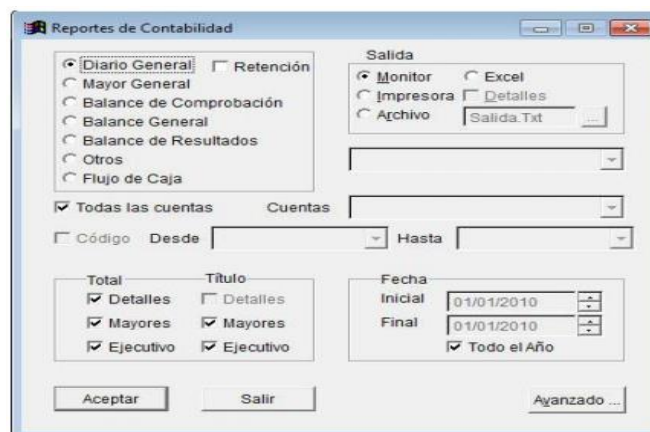 Reportes de Contabilidad
Diario General Retención
Mayor General
Balance de Comprobación
Balance General
Balance de Resultados
Otros
Flujo de Caja
Salida
Monitor Excel
Impresora Detalles
Archivo Salida.Txt ...
Todas las cuentas Cuentas
Código Desde Hasta
Total Título
Detalles Detalles
Mayores Mayores
Ejecutivo Ejecutivo
Fecha
Inicial 01/01/2010
Final 01/01/2010
Todo el Año
Aceptar Salir Avanzado ...